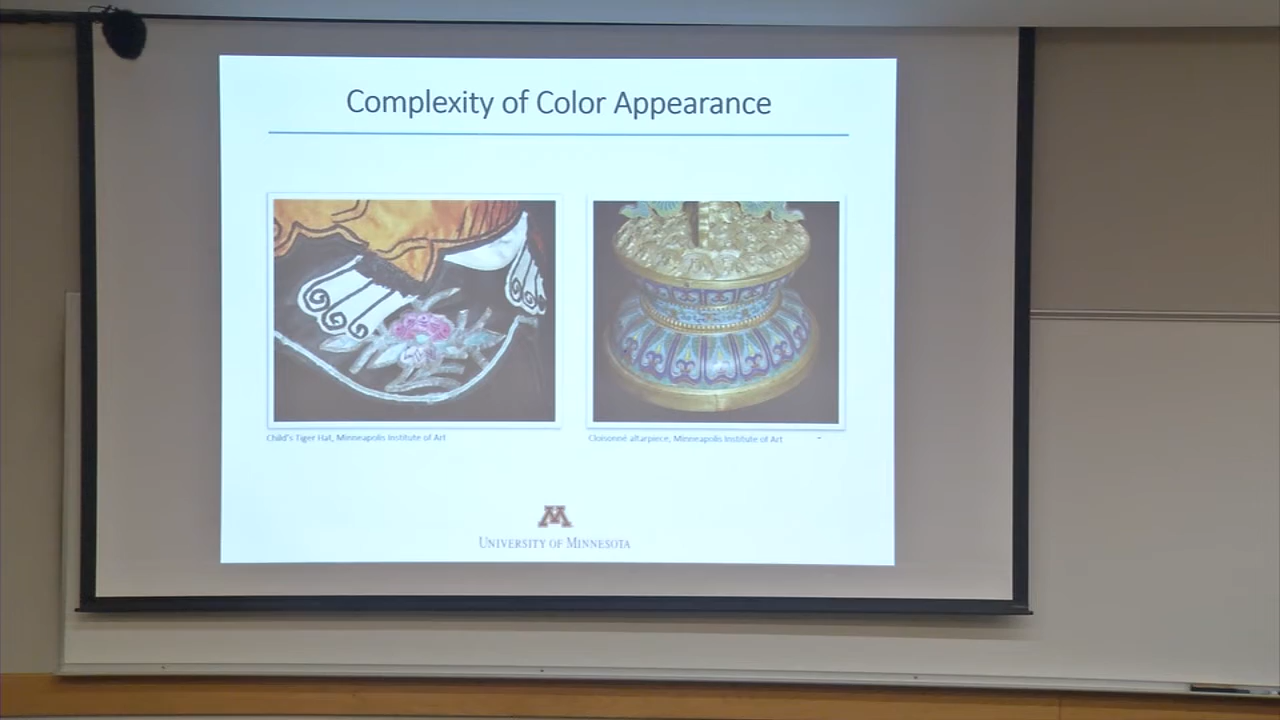 Complexity of Color Appearance
Child's Tiger Hat, Minneapolis Institute of Art
Cloisonné altarpiece, Minneapolis Institute of Art
M
UNIVERSITY OF MINNESOTA